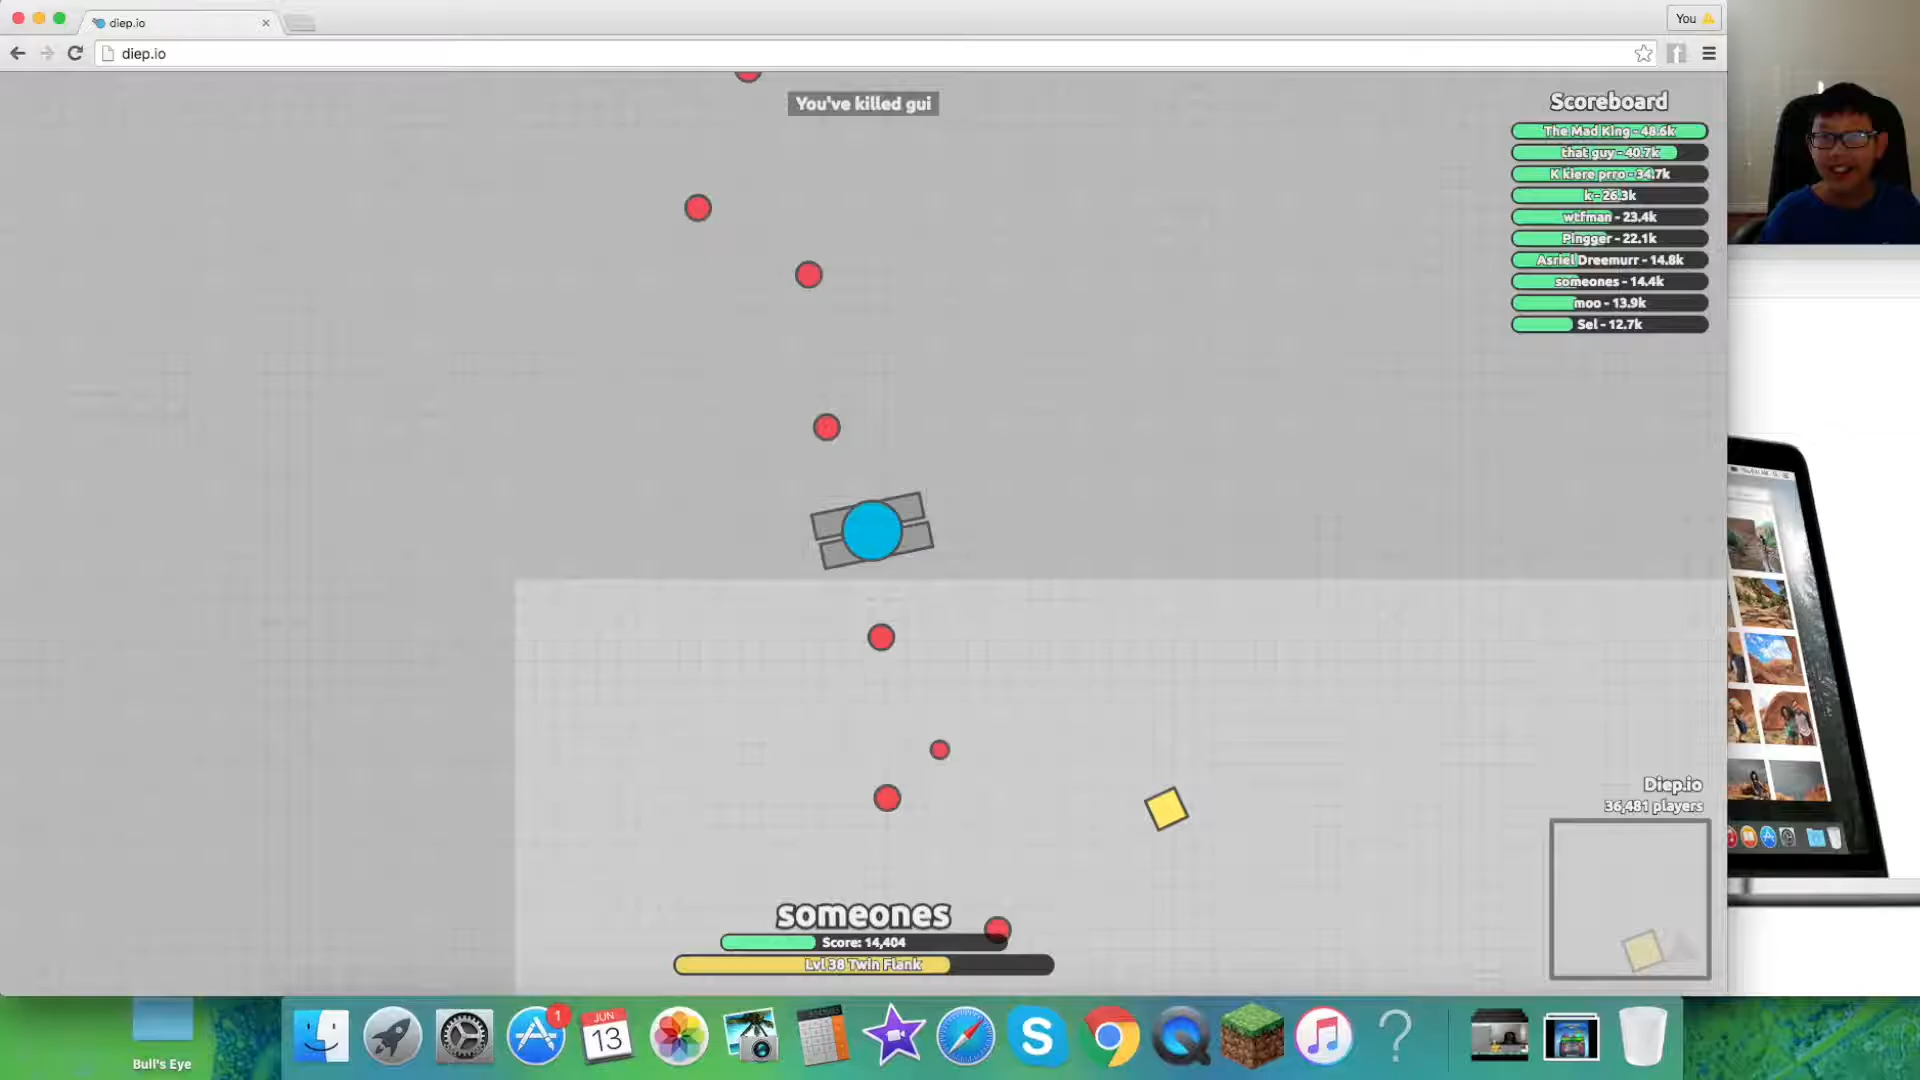 diep.io
You
diep.io
You've killed gui
Scoreboard
The Mad King - 48.6k
that guy - 40.7k
K kiere prro - 34.7k
k - 26.3k
wtfman - 23.4k
Pingger - 22.1k
Asriel Dreemurr - 14.8k
someones - 14.4k
moo - 13.9k
Sel - 12.7k
Diep.io
36,481 players
someones
Score: 14,404
Lvl 38 Twin Flank
1
JUN
13
Bull's Eye